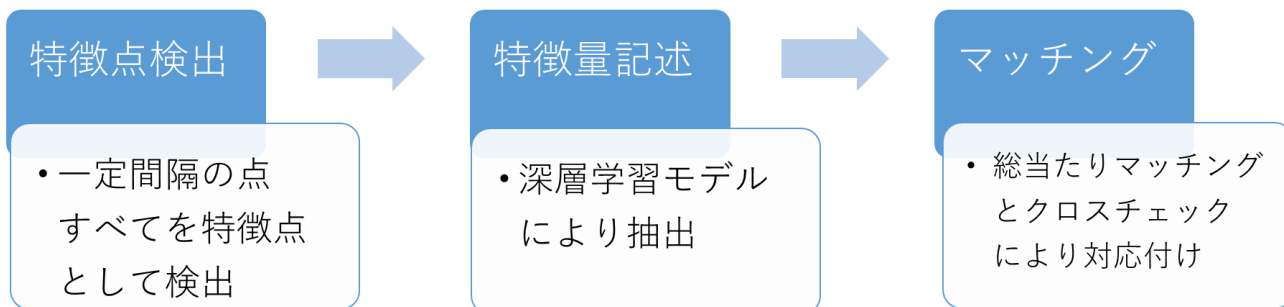 特徴点検出
・一定間隔の点
すべてを特徴点
として検出
特徴量記述
・深層学習モデル
により抽出
マッチング
・総当たりマッチング
とクロスチェック
により対応付け